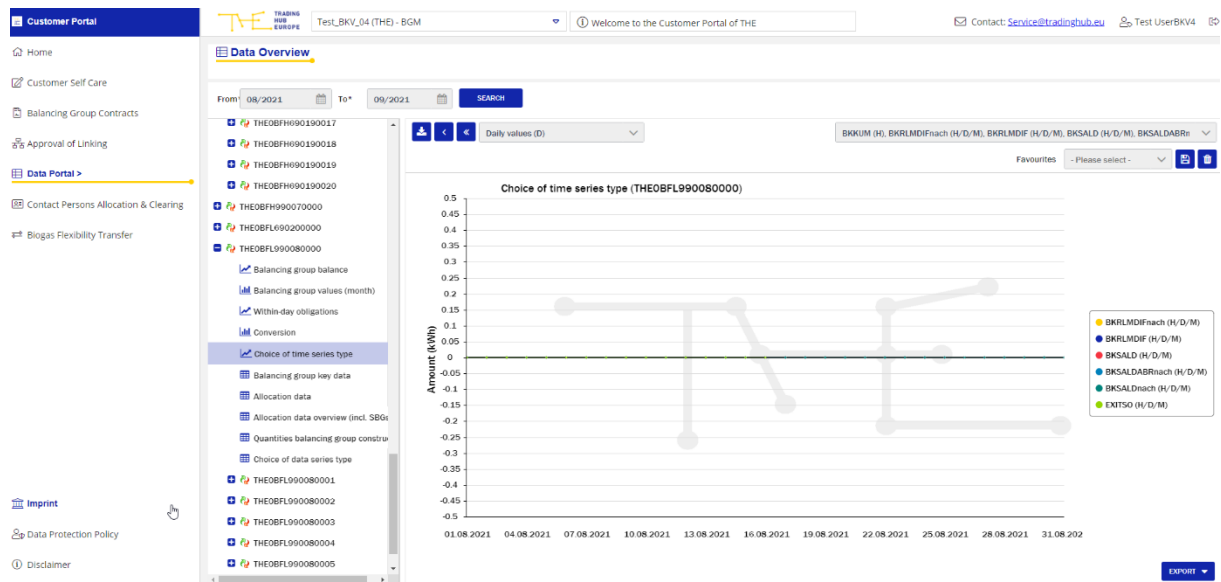 Customer Portal
TRADING
HUB
EUROPE
Test_BKV_04 (THE) - BGM
Welcome to the Customer Portal of THE
Contact: Service@tradinghub.eu
Test UserBKV4
Home
Customer Self Care
Balancing Group Contracts
Approval of Linking
Data Portal >
Contact Persons Allocation & Clearing
Biogas Flexibility Transfer
Imprint
Data Protection Policy
Disclaimer
Data Overview
From* 08/2021 To* 09/2021 SEARCH
THE0BFH690190017
THE0BFH690190018
THE0BFH690190019
THE0BFH690190020
THE0BFH990070000
THE0BFL690200000
THE0BFL990080000
Balancing group balance
Balancing group values (month)
Within-day obligations
Conversion
Choice of time series type
Balancing group key data
Allocation data
Allocation data overview (incl. SBGs
Quantities balancing group constru
Choice of data series type
THE0BFL990080001
THE0BFL990080002
THE0BFL990080003
THE0BFL990080004
THE0BFL990080005
Daily values (D)
BKKUM (H), BKRLMDIFnach (H/D/M), BKRLMDIF (H/D/M), BKSALD (H/D/M), BKSALDABRn
Favourites - Please select -
Choice of time series type (THE0BFL990080000)
Amount (kWh)
0.5
0.45
0.4
0.35
0.3
0.25
0.2
0.15
0.1
0.05
0
-0.05
-0.1
-0.15
-0.2
-0.25
-0.3
-0.35
-0.4
-0.45
-0.5
01.08.2021 04.08.2021 07.08.2021 10.08.2021 13.08.2021 16.08.2021 19.08.2021 22.08.2021 25.08.2021 28.08.2021 31.08.202
BKRLMDIFnach (H/D/M)
BKRLMDIF (H/D/M)
BKSALD (H/D/M)
BKSALDABRnach (H/D/M)
BKSALDnach (H/D/M)
EXITSO (H/D/M)
EXPORT